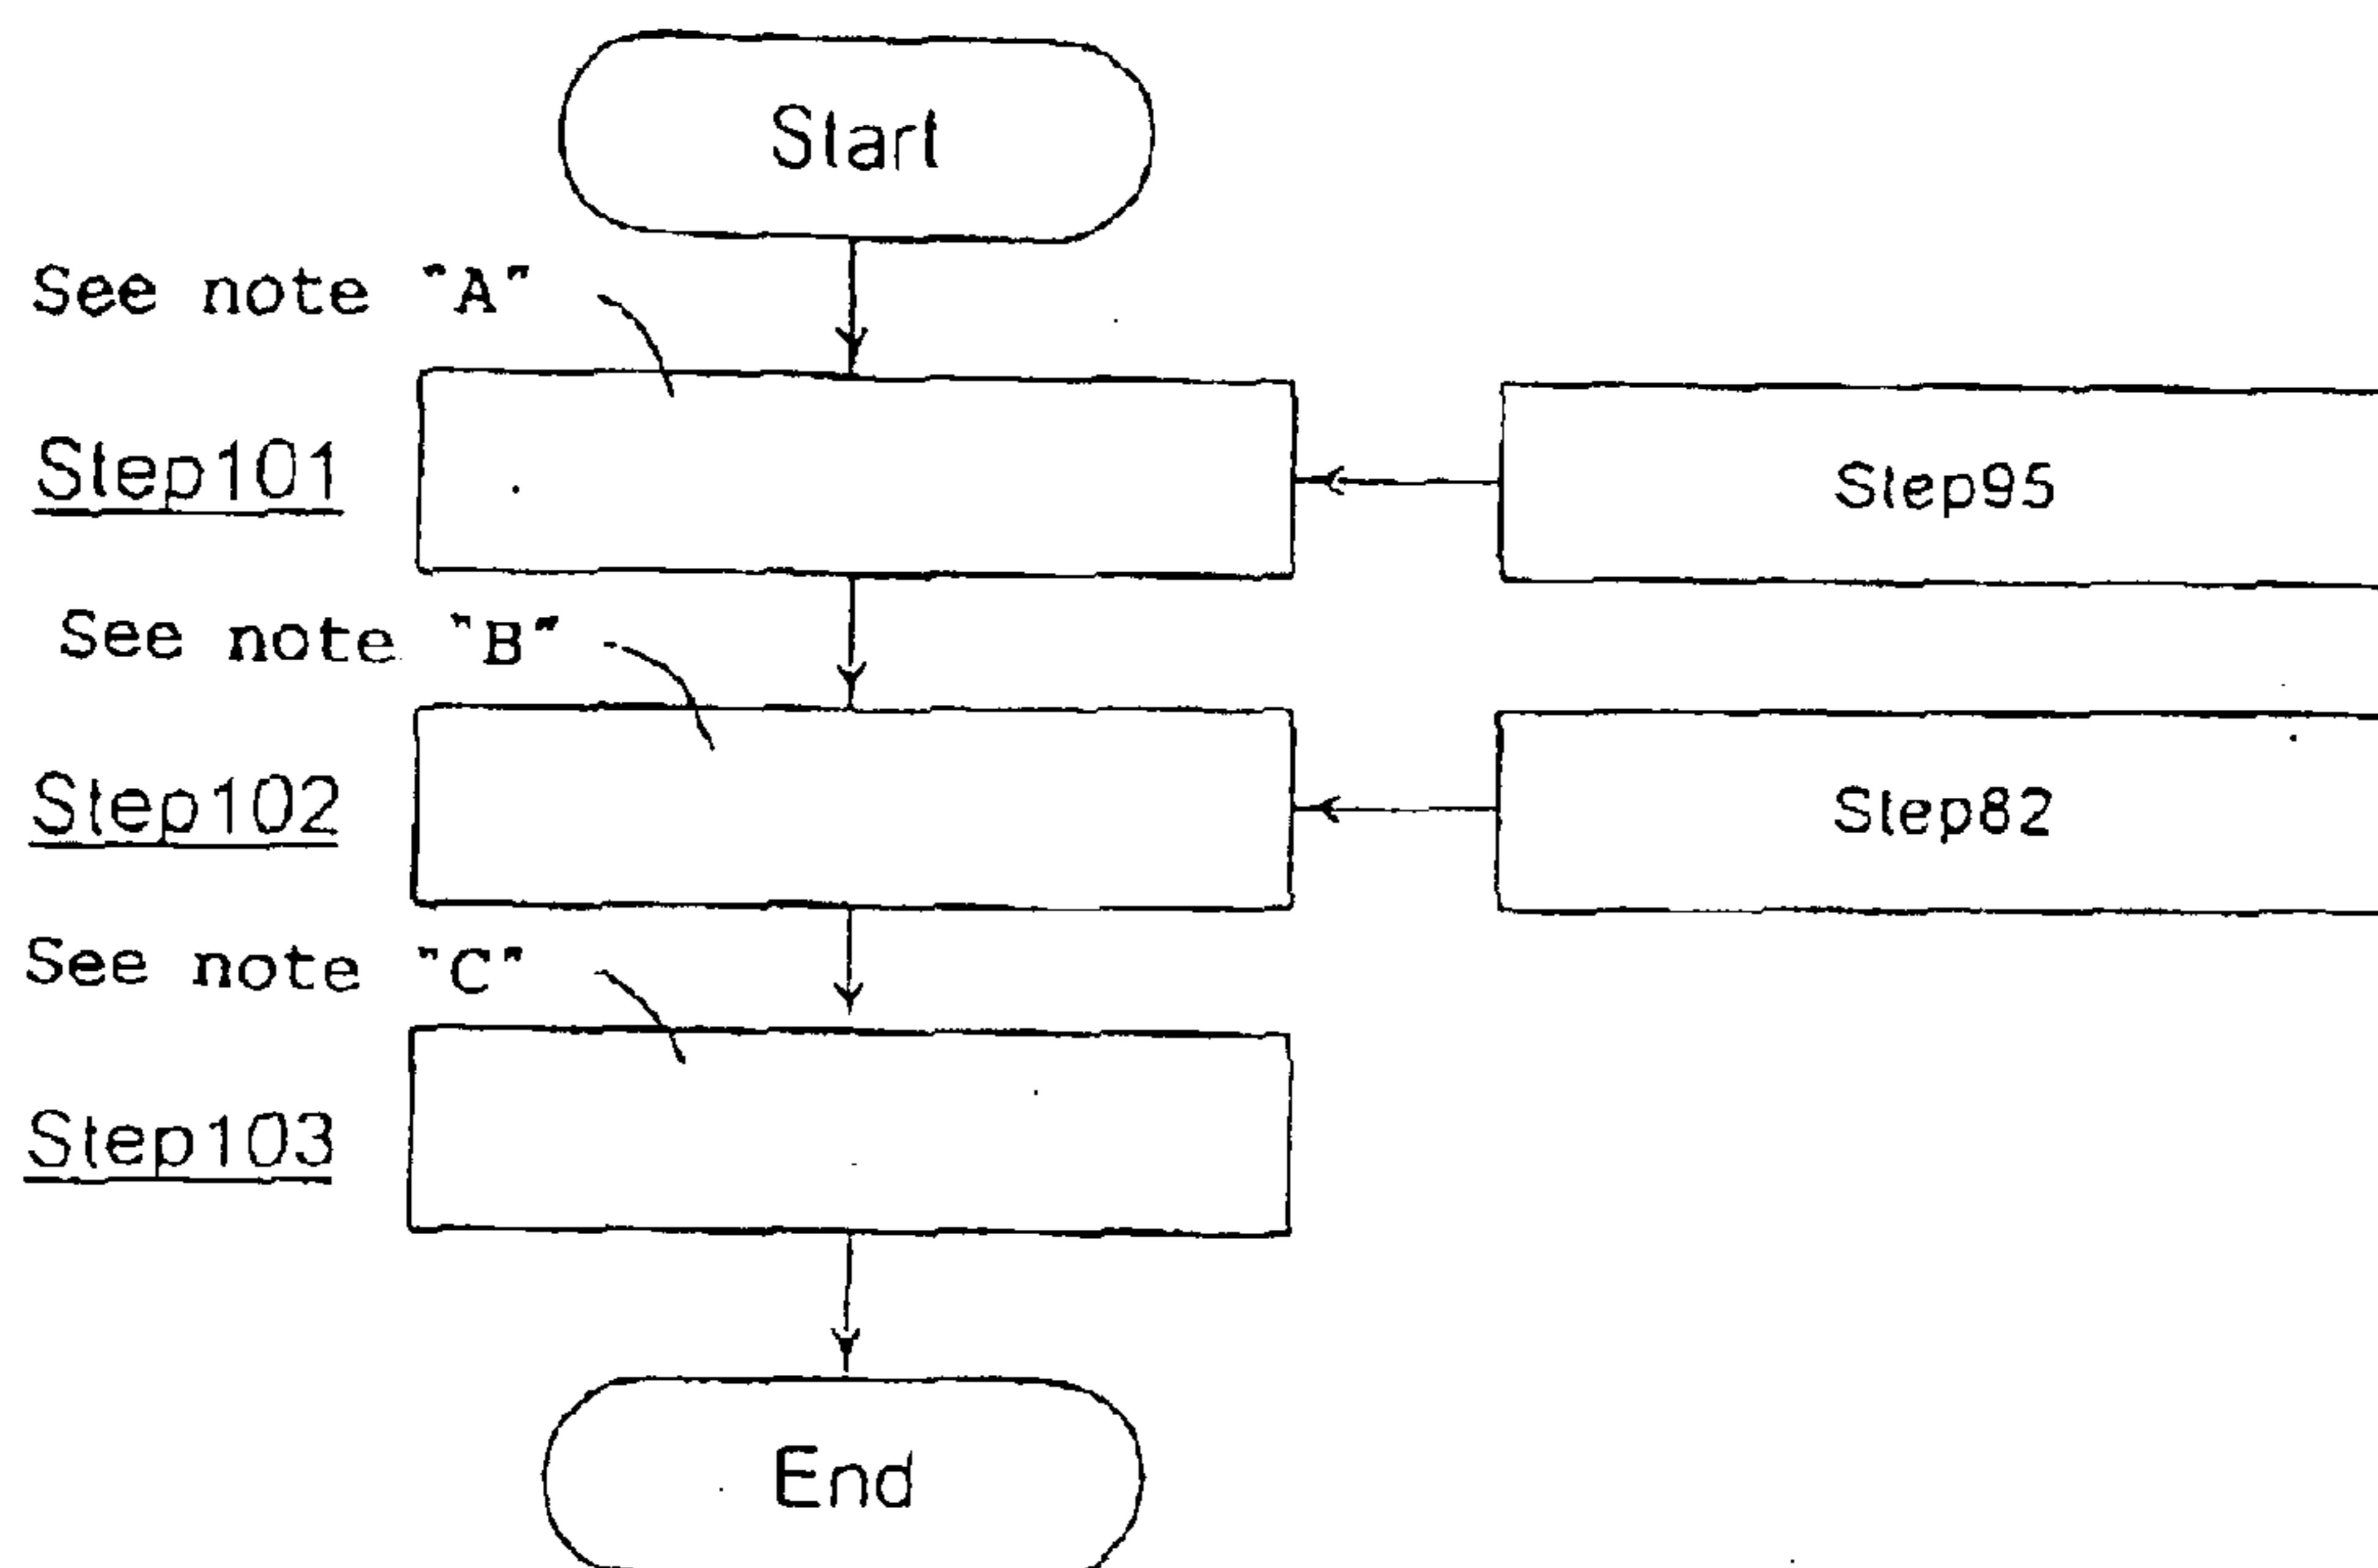 Start
See note "A"
Step101
Step95
See note "B"
Step102
Step82
See note "C"
Step103
End